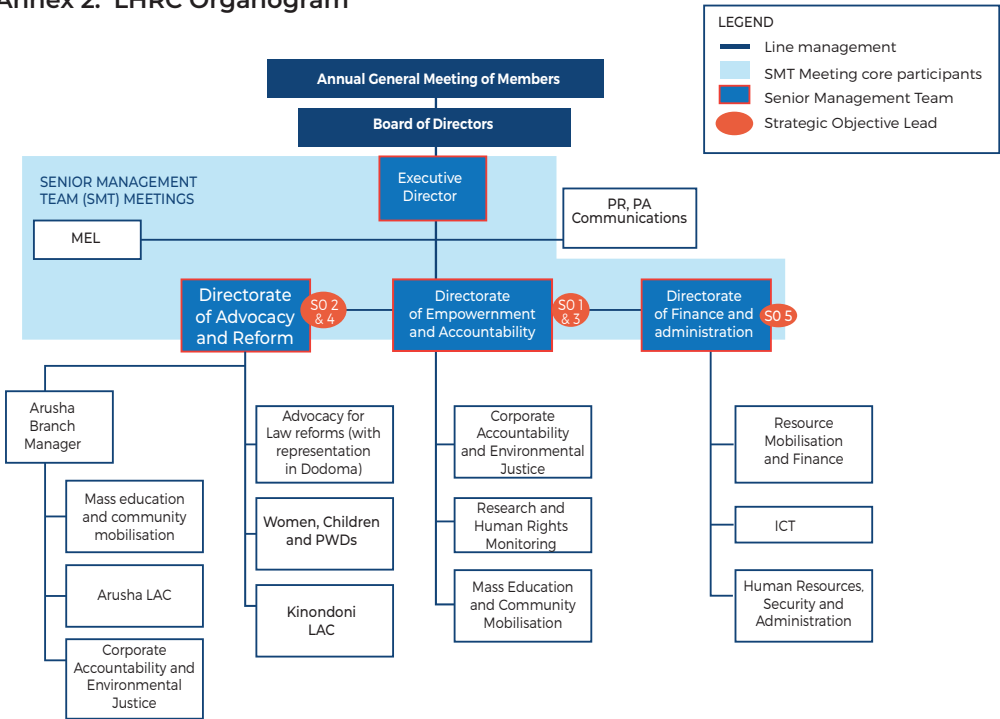 Annex 2. LHRC Organogram
LEGEND
Line management
SMT Meeting core participants
Senior Management Team
Strategic Objective Lead
Annual General Meeting of Members
Board of Directors
SENIOR MANAGEMENT
TEAM (SMT) MEETINGS
Executive
Director
MEL
PR, PA
Communications
Directorate
of Advocacy
and Reform
SO 2
& 4
Directorate
of Empowernment
and Accountability
SO 1
& 3
Directorate
of Finance and
administration
SO 5
Arusha
Branch
Manager
Mass education
and community
mobilisation
Arusha LAC
Corporate
Accountability and
Environmental
Justice
Advocacy for
Law reforms (with
representation
in Dodoma)
Women, Children
and PWDs
Kinondoni
LAC
Corporate
Accountability
and Environmental
Justice
Research and
Human Rights
Monitoring
Mass Education
and Community
Mobilisation
Resource
Mobilisation
and Finance
ICT
Human Resources,
Security and
Administration